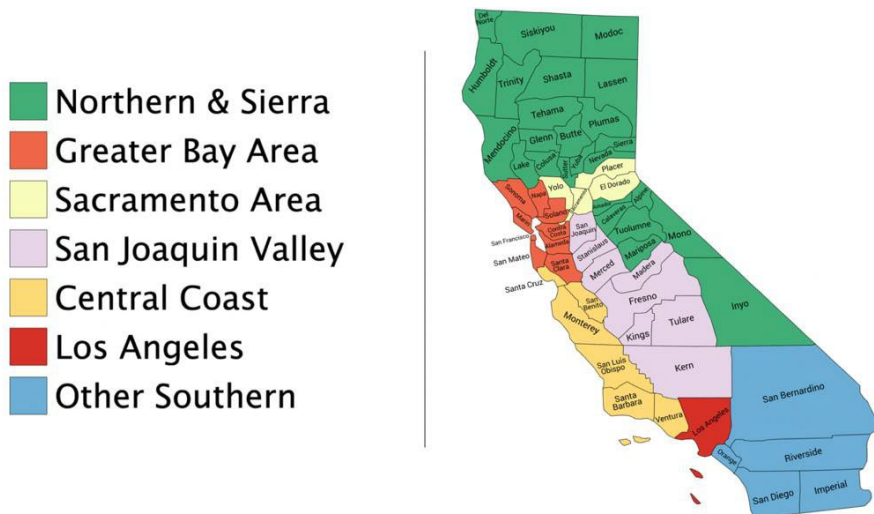 Northern & Sierra
Greater Bay Area
Sacramento Area
San Joaquin Valley
Central Coast
Los Angeles
Other Southern
Del
Norte
Siskiyou
Modoc
Humboldt
Trinity
Shasta
Lassen
Tehama
Plumas
Mendocino
Glenn
Butte
Sierra
Lake
Colusa
Sutter
Yuba
Nevada
Placer
Sonoma
Napa
Yolo
El Dorado
Alpine
Solano
Marin
Calaveras
Contra
Costa
San
Joaquin
Tuolumne
Mono
San Francisco
Alameda
Stanislaus
Mariposa
San Mateo
Santa
Clara
Merced
Madera
Santa Cruz
San
Benito
Fresno
Inyo
Monterey
Kings
Tulare
San Luis
Obispo
Kern
San Bernardino
Santa
Barbara
Ventura
Los Angeles
Orange
Riverside
San Diego
Imperial